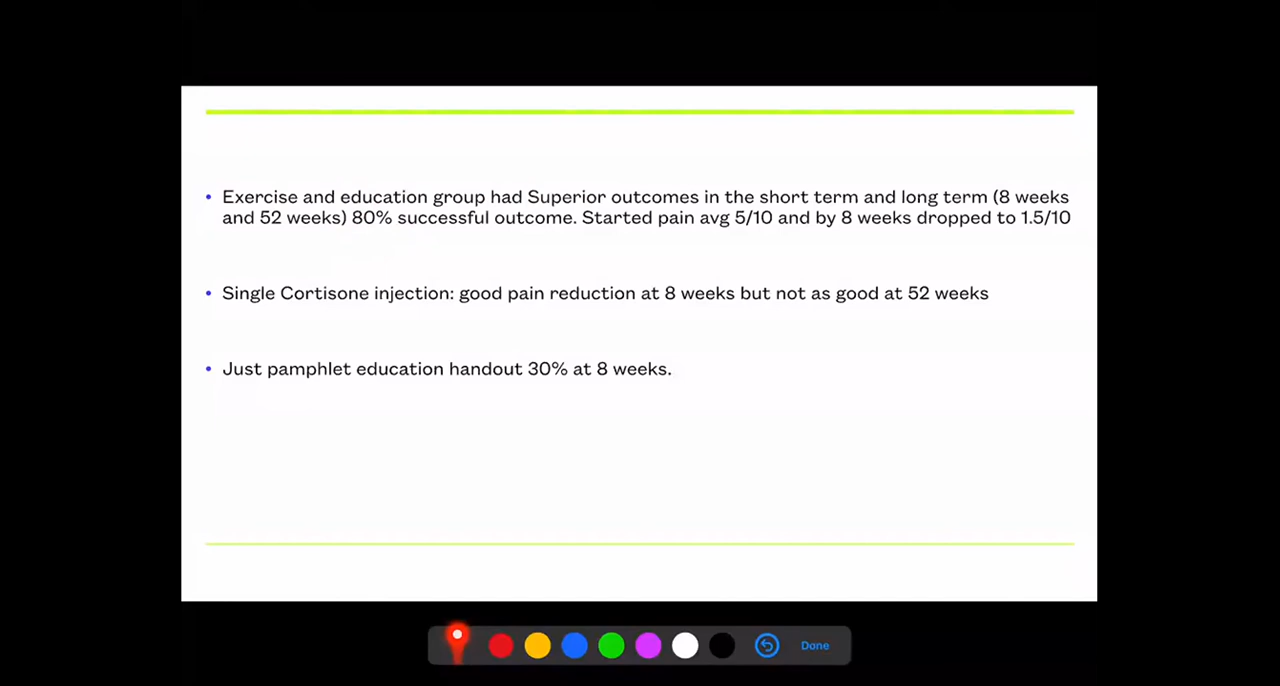 Exercise and education group had Superior outcomes in the short term and long term (8 weeks
and 52 weeks) 80% successful outcome. Started pain avg 5/10 and by 8 weeks dropped to 1.5/10
Single Cortisone injection: good pain reduction at 8 weeks but not as good at 52 weeks
Just pamphlet education handout 30% at 8 weeks.
Done